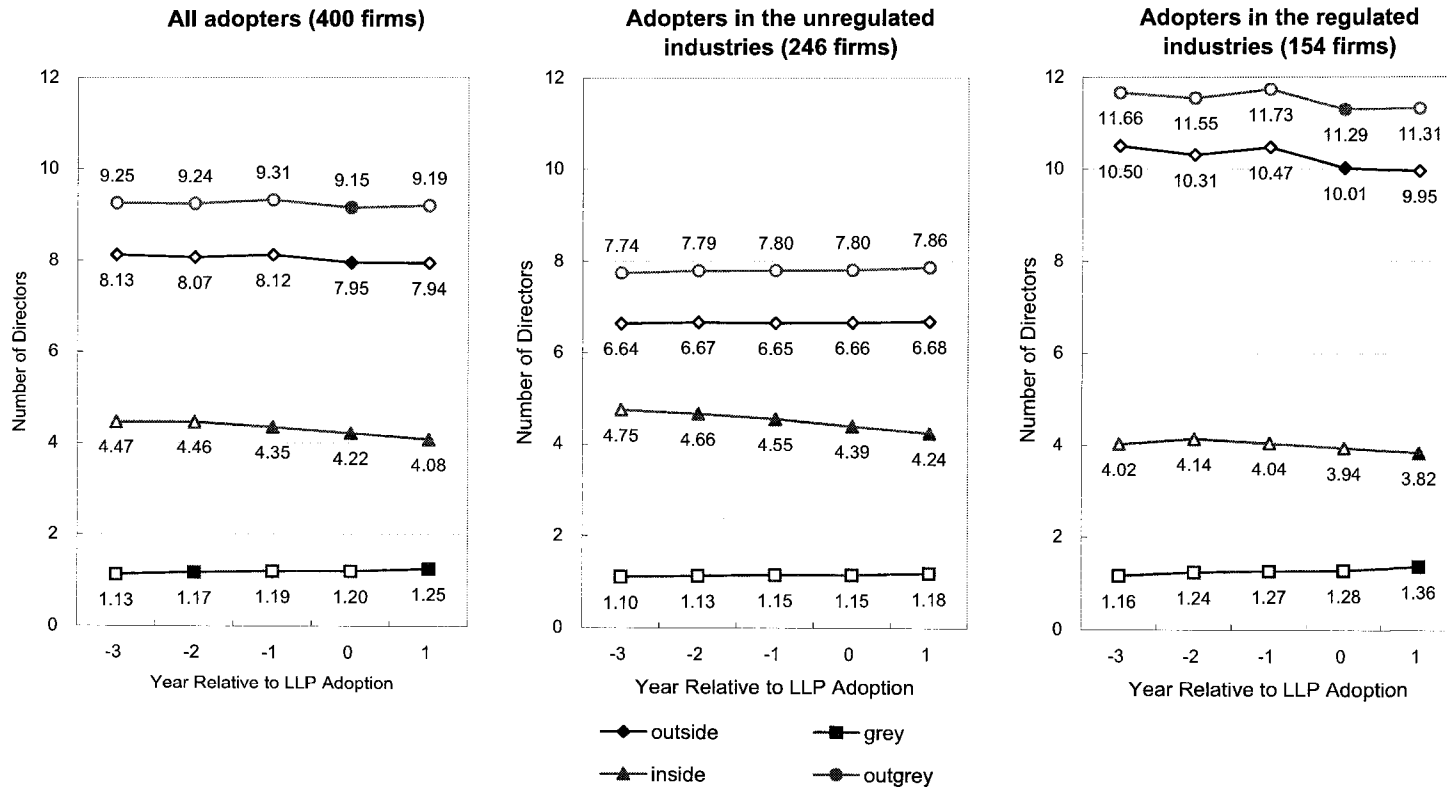 All adopters (400 firms)
12
10
8
6
4
2
0
Number of Directors
9.25 9.24 9.31 9.15 9.19
8.13 8.07 8.12 7.95 7.94
4.47 4.46 4.35 4.22 4.08
1.13 1.17 1.19 1.20 1.25
-3 -2 -1 0 1
Year Relative to LLP Adoption
Adopters in the unregulated
industries (246 firms)
12
10
8
6
4
2
0
Number of Directors
7.74 7.79 7.80 7.80 7.86
6.64 6.67 6.65 6.66 6.68
4.75 4.66 4.55 4.39 4.24
1.10 1.13 1.15 1.15 1.18
-3 -2 -1 0 1
Year Relative to LLP Adoption
Adopters in the regulated
industries (154 firms)
12
10
8
6
4
2
0
Number of Directors
11.66 11.55 11.73 11.29 11.31
10.50 10.31 10.47 10.01 9.95
4.02 4.14 4.04 3.94 3.82
1.16 1.24 1.27 1.28 1.36
-3 -2 -1 0 1
Year Relative to LLP Adoption
outside grey
inside outgrey